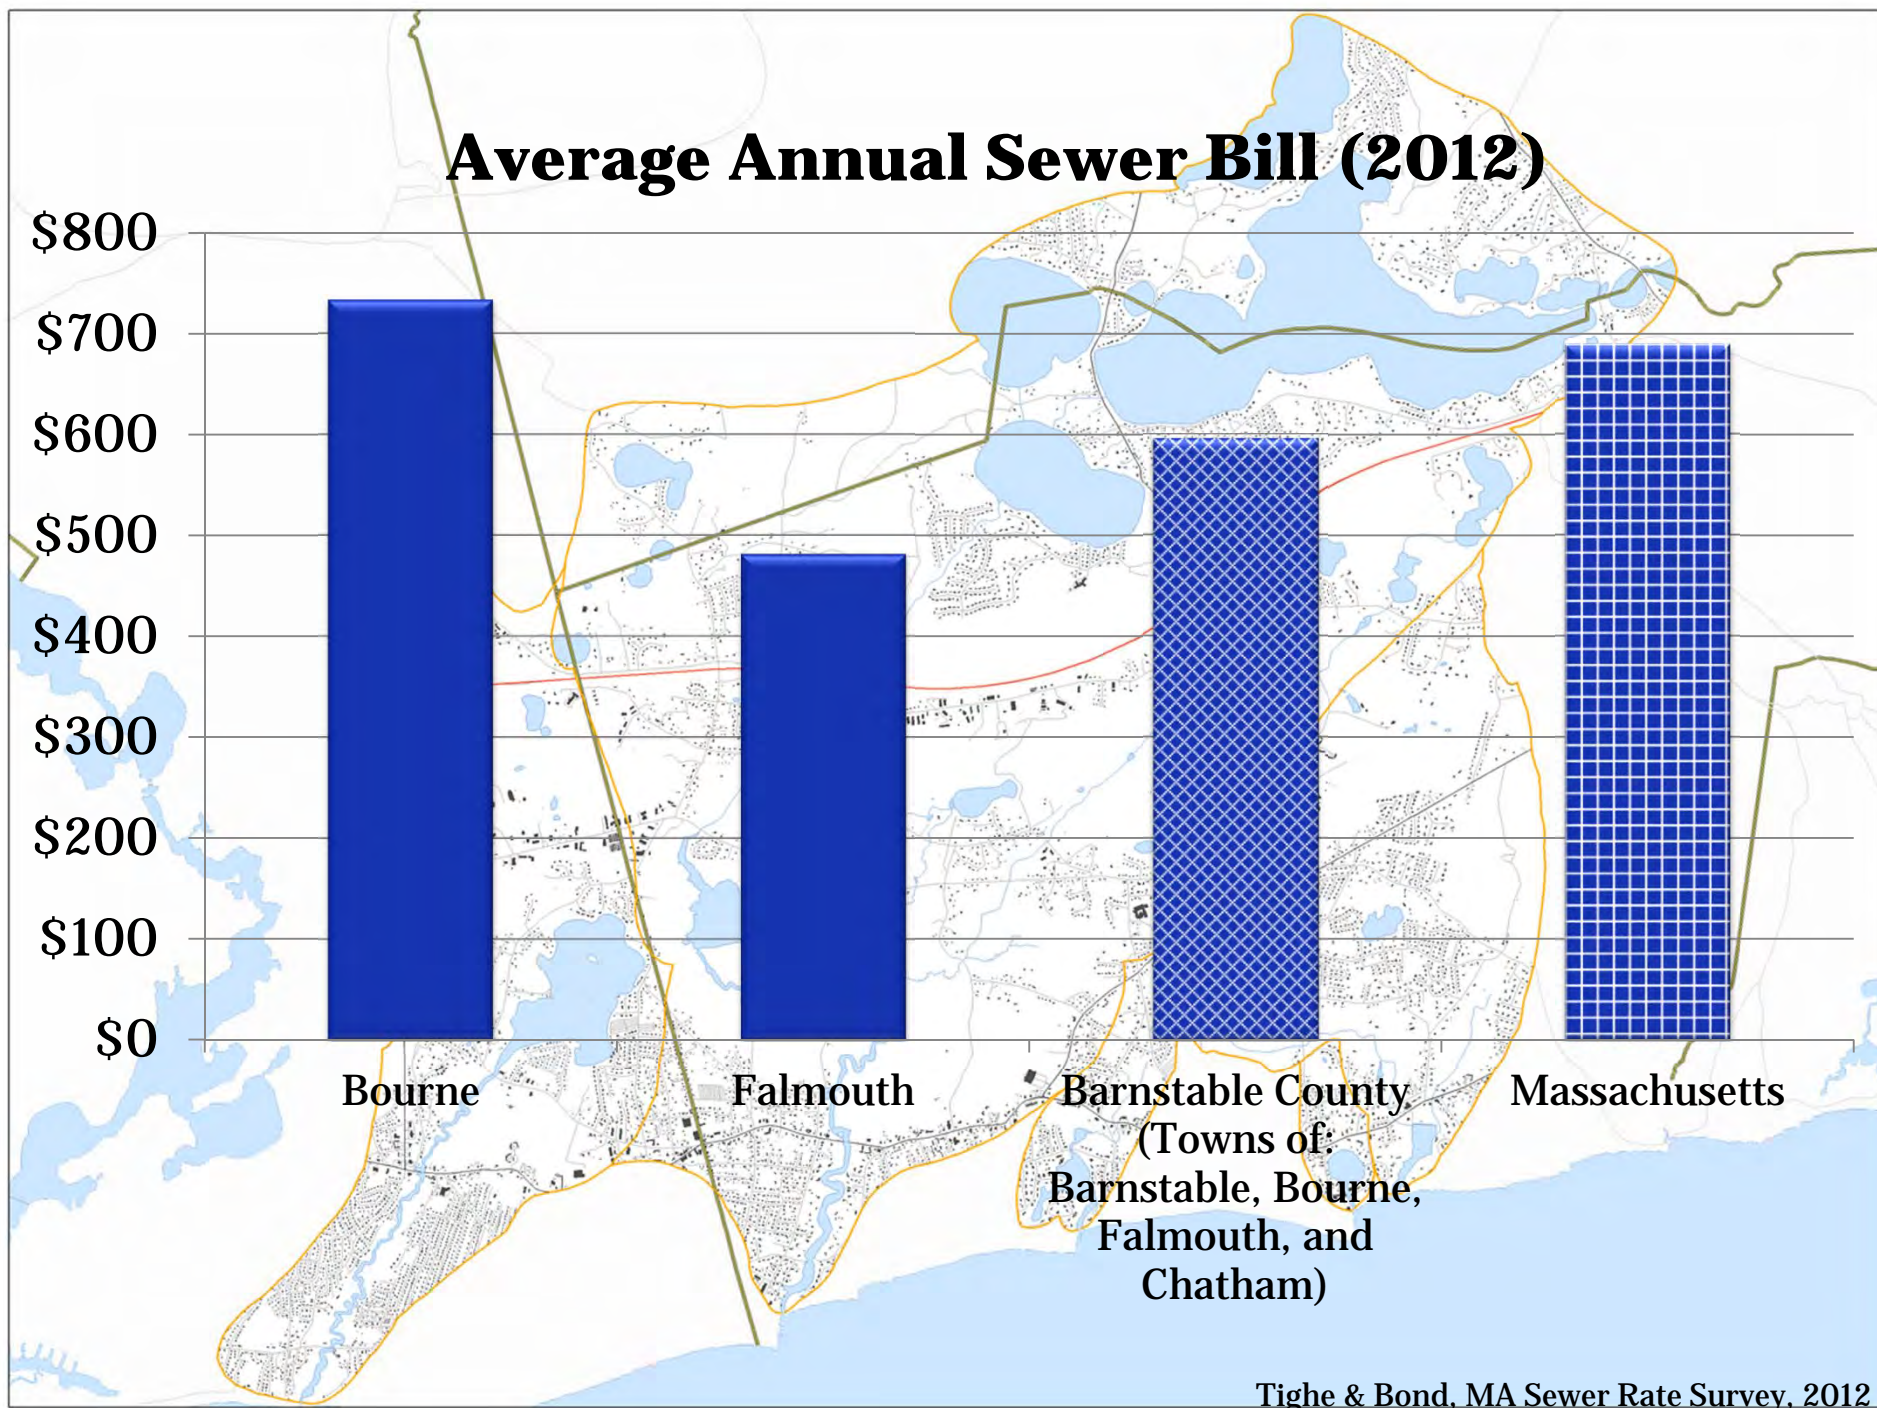 Average Annual Sewer Bill (2012)
$800
$700
$600
$500
$400
$300
$200
$100
$0
Bourne
Falmouth
Barnstable County
(Towns of:
Barnstable, Bourne,
Falmouth, and
Chatham)
Massachusetts
Tighe & Bond, MA Sewer Rate Survey, 2012